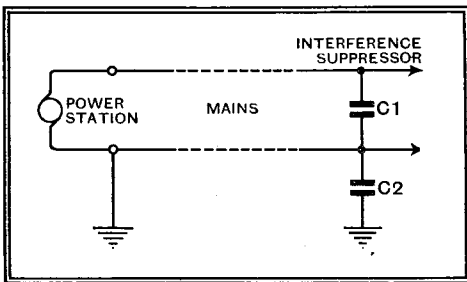 INTERFERENCE
SUPPRESSOR
POWER
STATION
MAINS
C1
C2